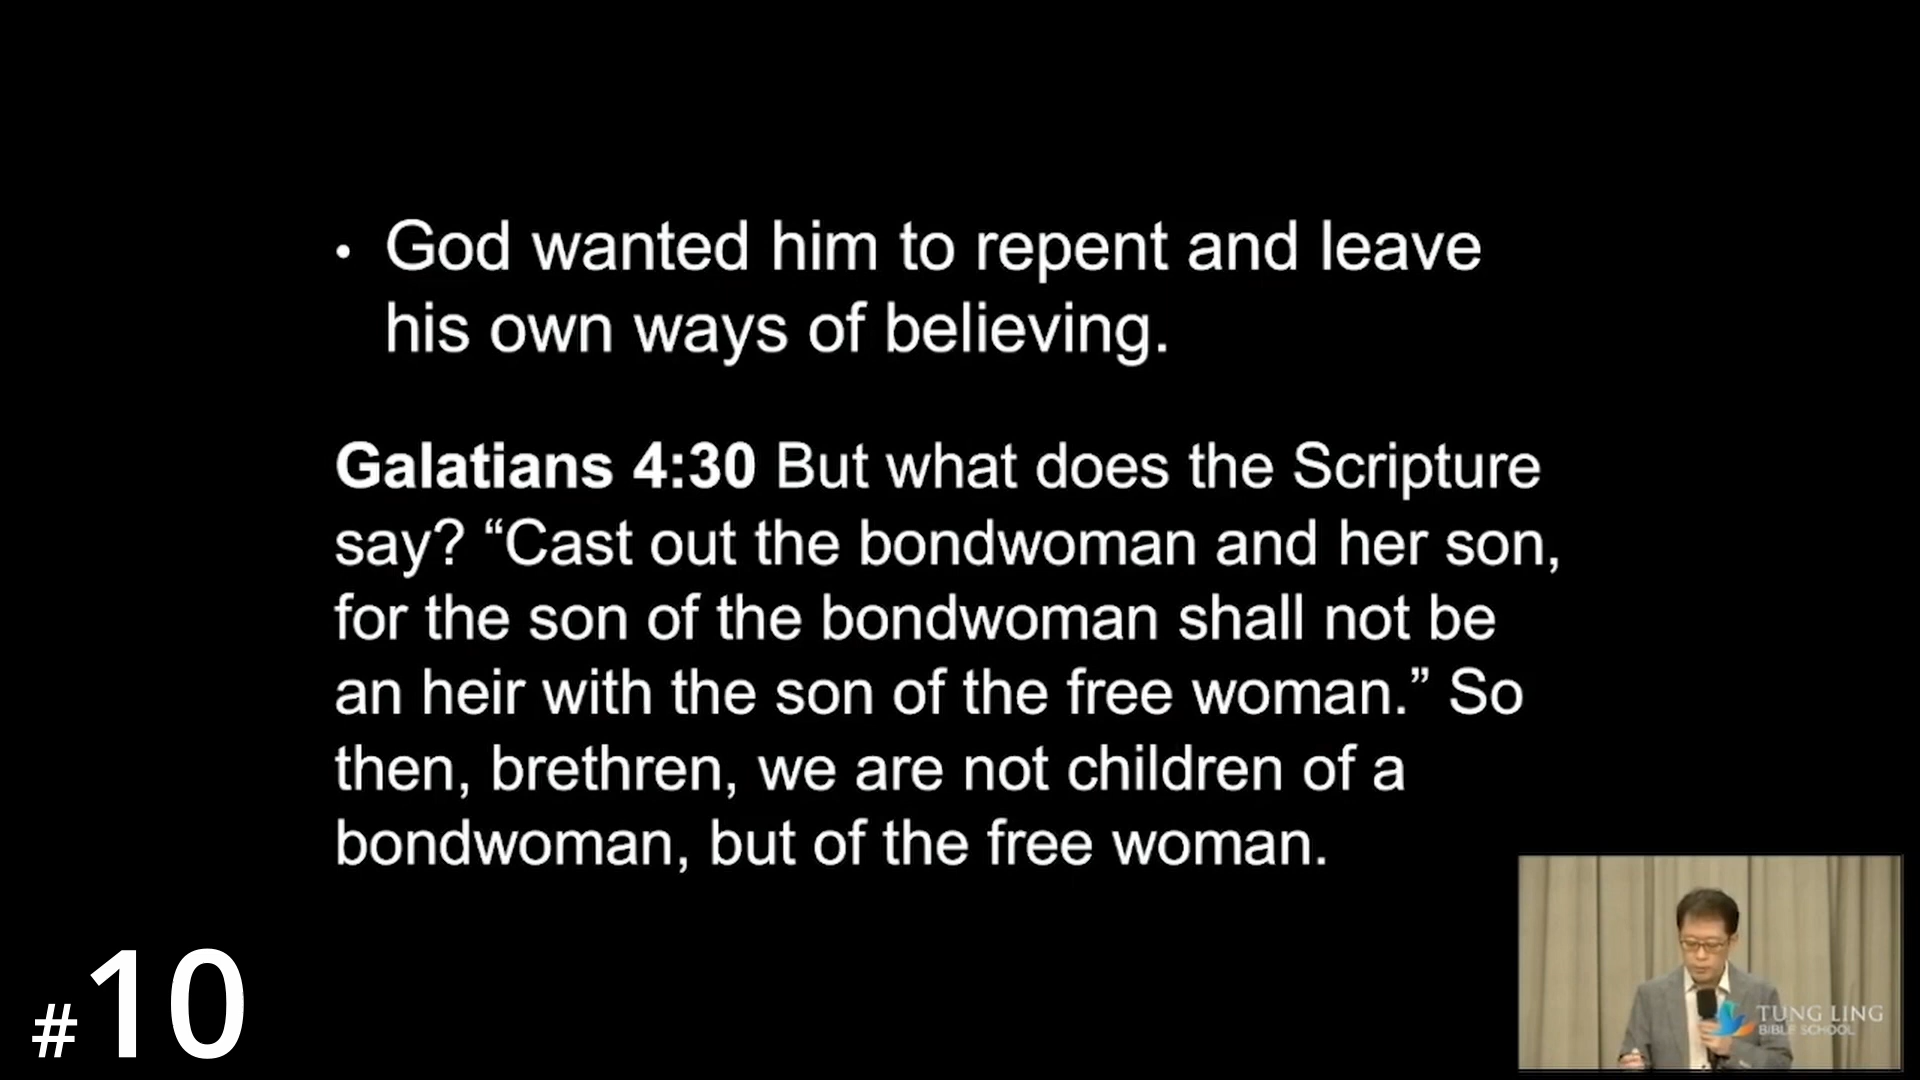 • God wanted him to repent and leave
his own ways of believing.
Galatians 4:30 But what does the Scripture
say? “Cast out the bondwoman and her son,
for the son of the bondwoman shall not be
an heir with the son of the free woman.” So
then, brethren, we are not children of a
bondwoman, but of the free woman.
#10
TUNG LING
BIBLE SCHOOL